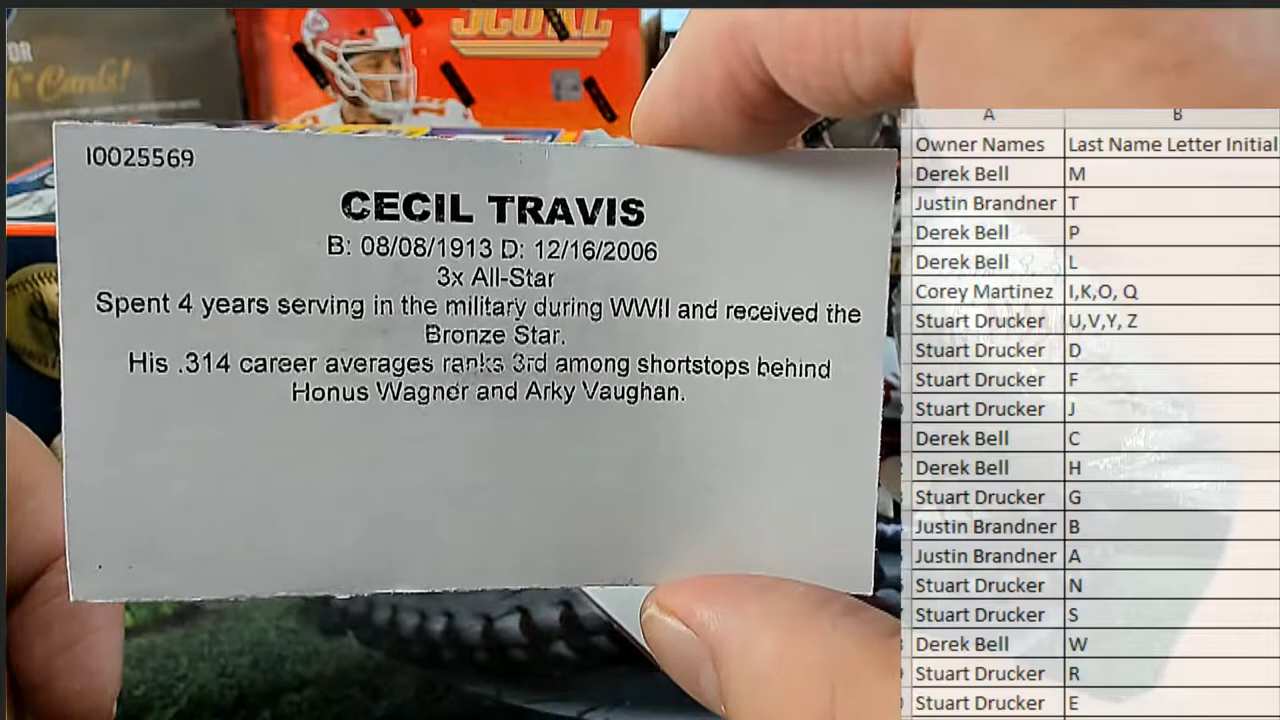 SCORE
OR
Cards!
I0025569
CECIL TRAVIS
B: 08/08/1913 D: 12/16/2006
3x All-Star
Spent 4 years serving in the military during WWII and received the
Bronze Star.
His .314 career averages ranks 3rd among shortstops behind
Honus Wagner and Arky Vaughan.
A B
Owner Names Last Name Letter Initial
Derek Bell M
Justin Brandner T
Derek Bell P
Derek Bell L
Corey Martinez I,K,O, Q
Stuart Drucker U,V,Y, Z
Stuart Drucker D
Stuart Drucker F
Stuart Drucker J
Derek Bell C
Derek Bell H
Stuart Drucker G
Justin Brandner B
Justin Brandner A
Stuart Drucker N
Stuart Drucker S
Derek Bell W
Stuart Drucker R
Stuart Drucker E